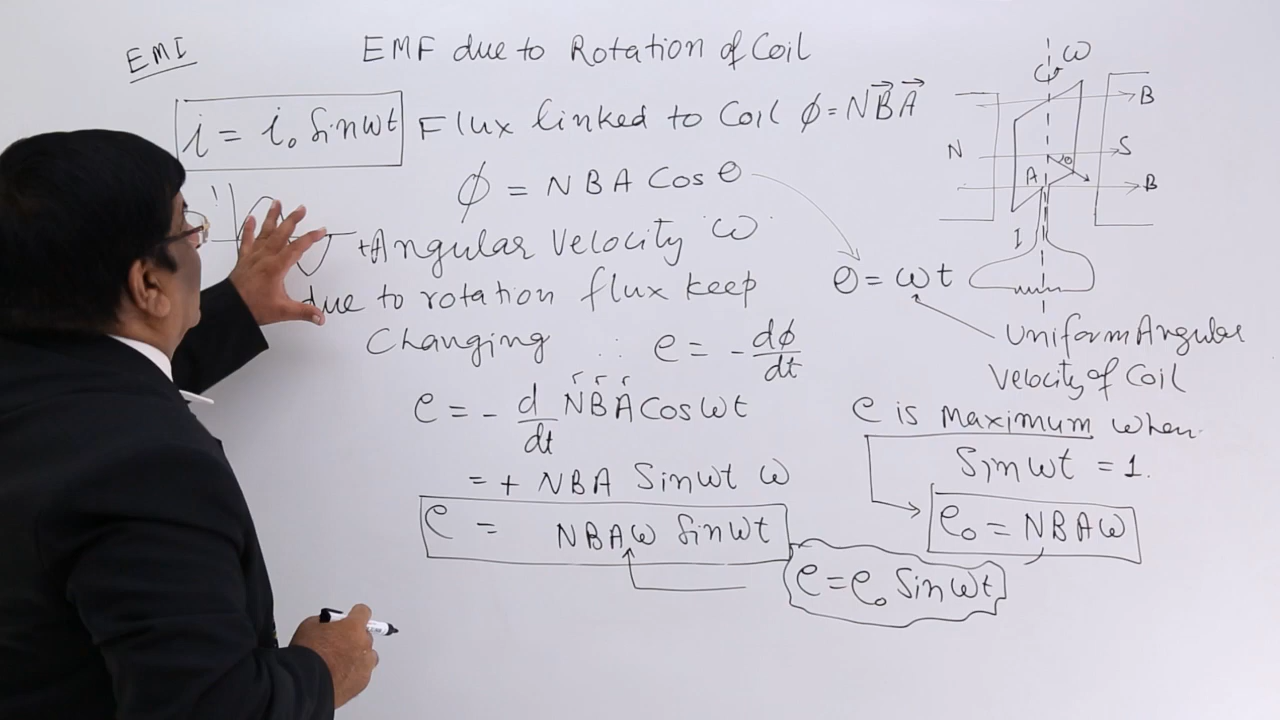 EMI
EMF due to Rotation of Coil
i = i₀ Sinωt
Flux linked to Coil ϕ = NB⃗A⃗
ϕ = NBA Cos θ
Angular Velocity ω
due to rotation flux keep
Changing ∴ e = - dϕ/dt
e = - d/dt NBA Cos ωt
= + NBA Sinωt ω
e = NBAω Sinωt
e = e₀ Sinωt
ω
B
N
S
θ
A
B
I
θ = ωt
Uniform Angular
Velocity of Coil
e is maximum when
Sinωt = 1.
e₀ = NBAω